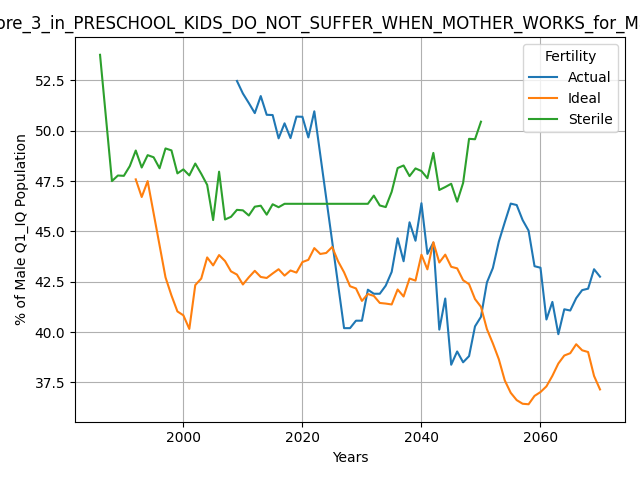 ore_3_in_PRESCHOOL_KIDS_DO_NOT_SUFFER_WHEN_MOTHER_WORKS_for_M
Fertility
Actual
Ideal
Sterile
% of Male Q1_IQ Population
52.5
50.0
47.5
45.0
42.5
40.0
37.5
2000
2020
2040
2060
Years